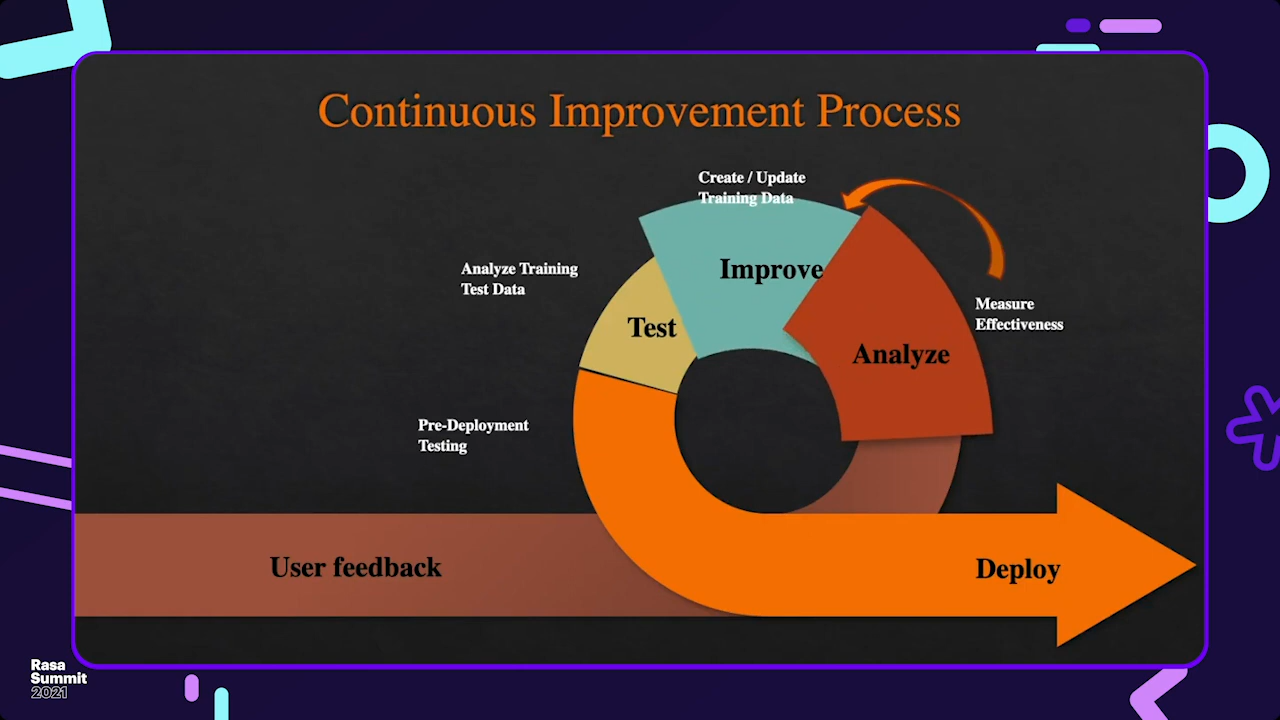 Continuous Improvement Process
Create / Update
Training Data
Improve
Analyze Training
Test Data
Test
Measure
Effectiveness
Analyze
Pre-Deployment
Testing
User feedback
Deploy
Rasa
Summit
2021